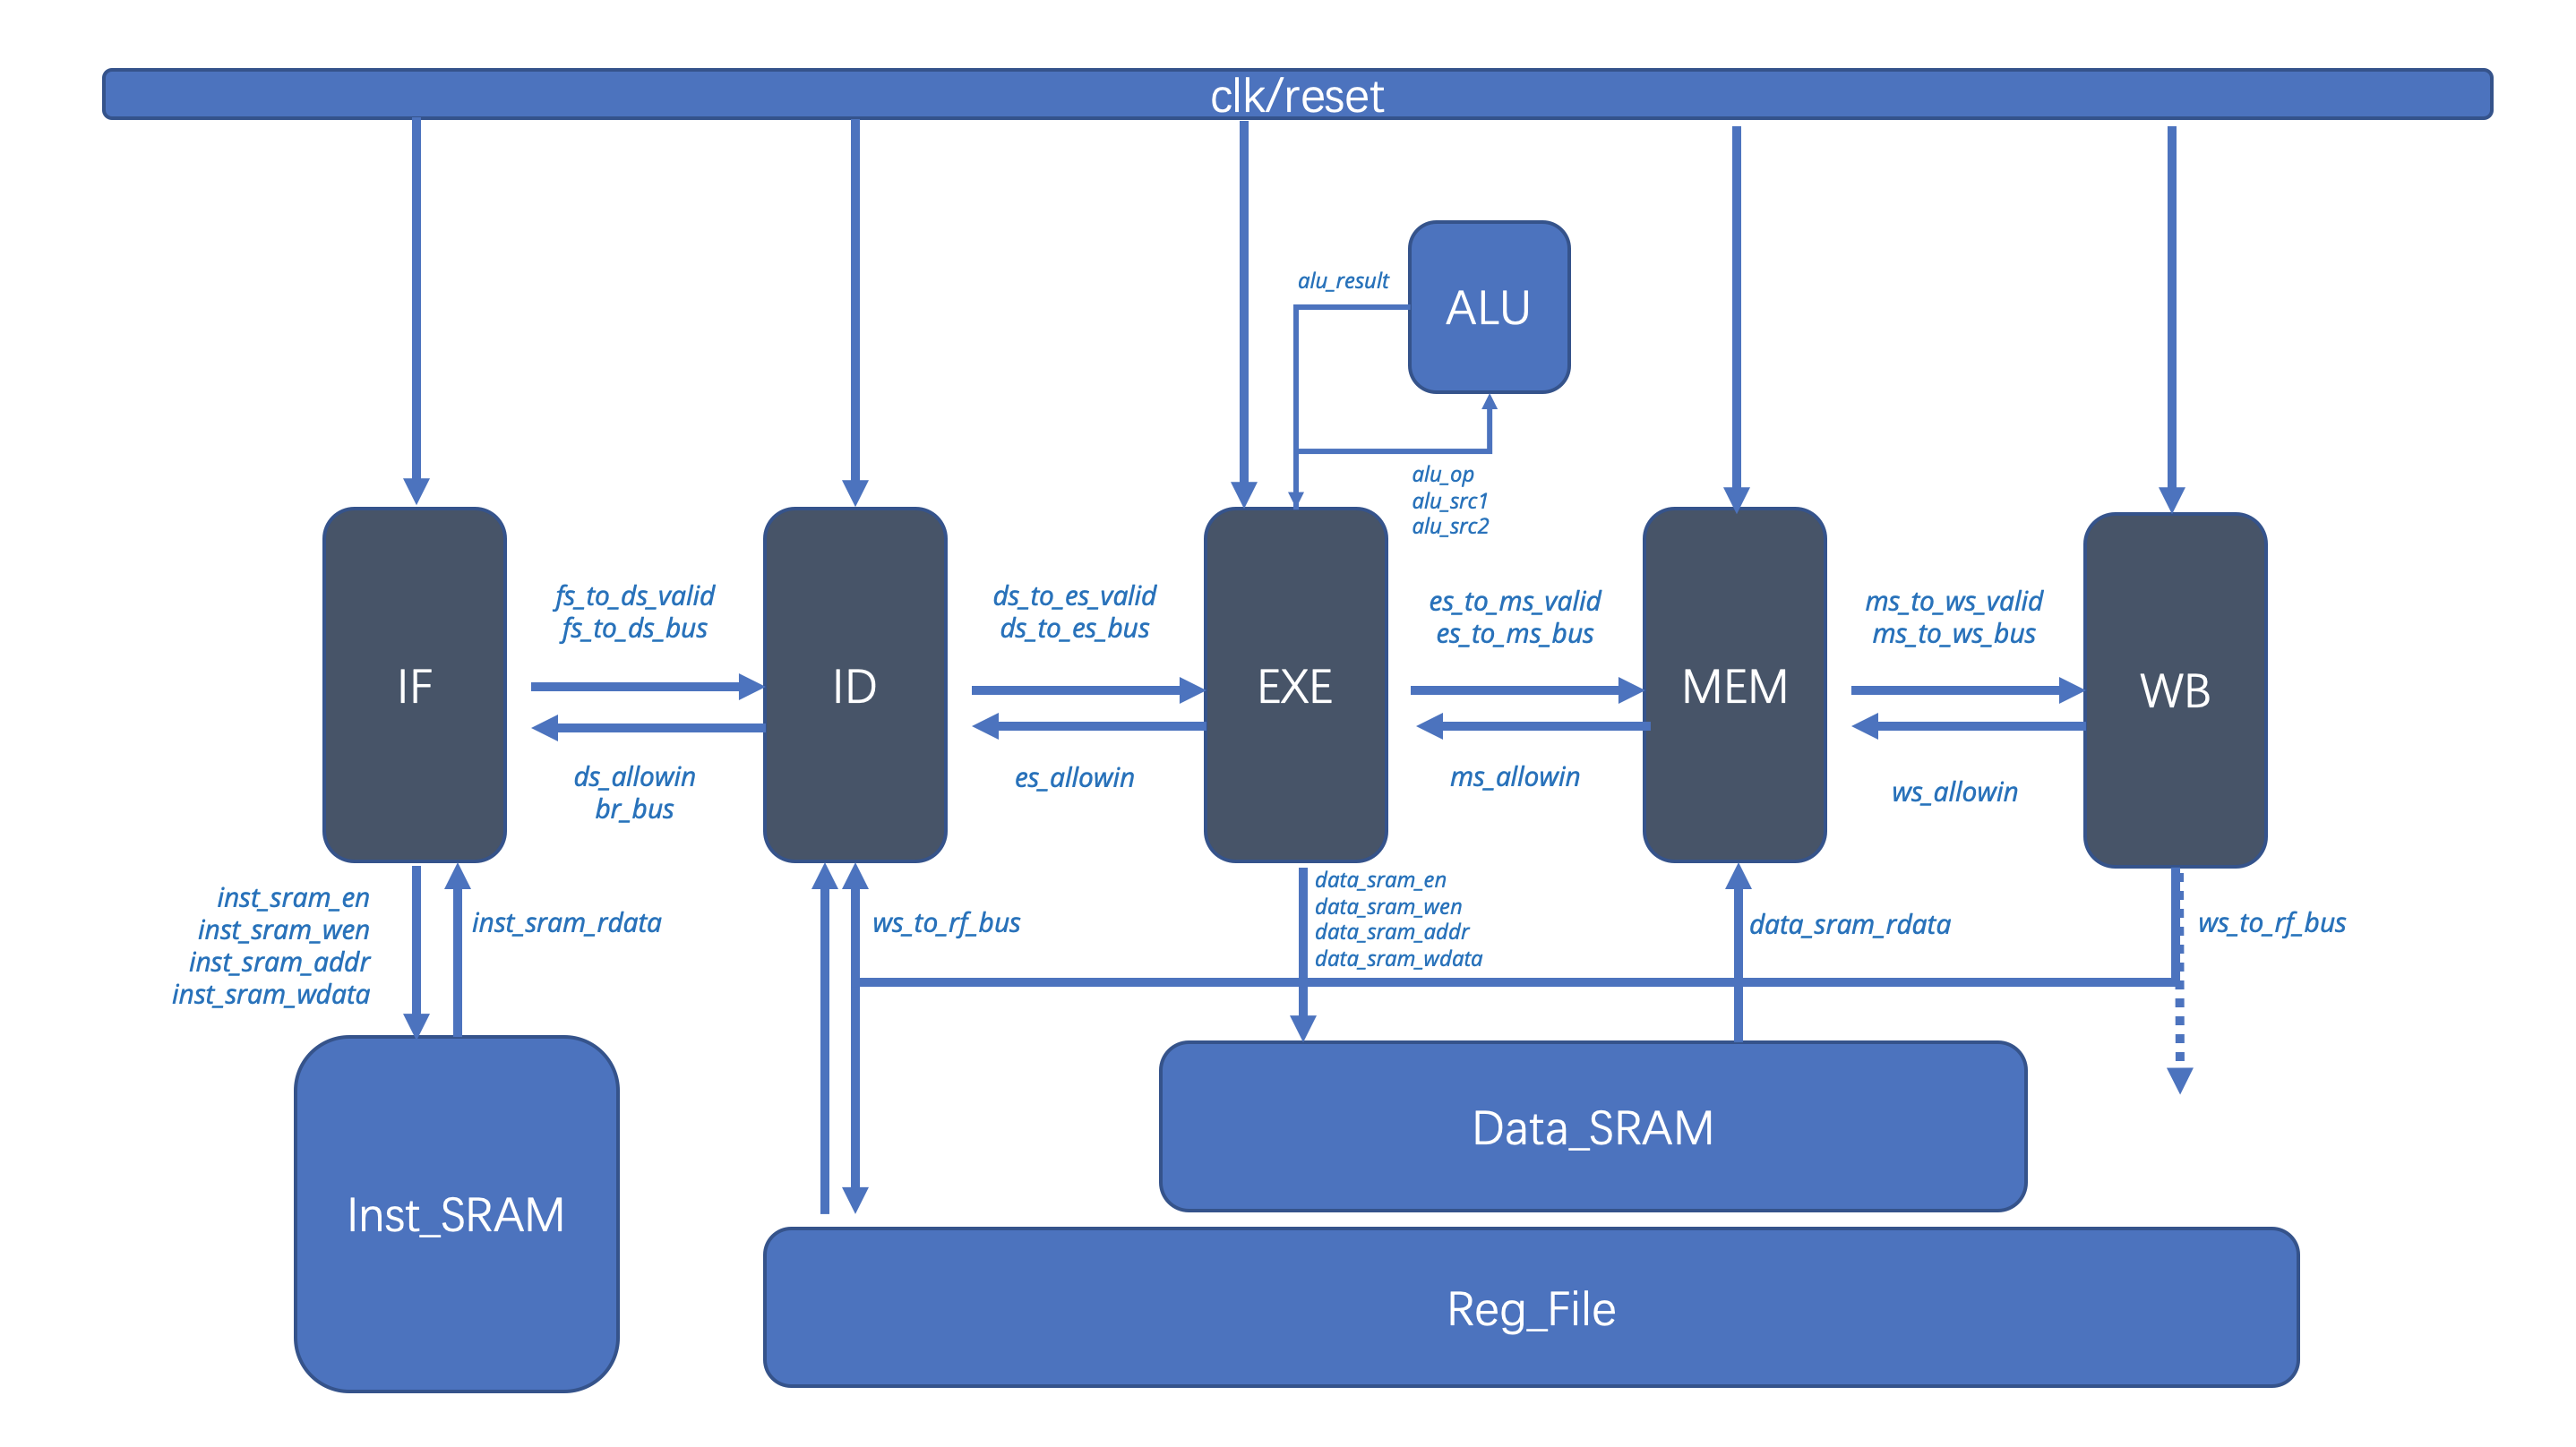 clk/reset
alu_result
ALU
alu_op
alu_src1
alu_src2
IF
fs_to_ds_valid
fs_to_ds_bus
ds_allowin
br_bus
ID
ds_to_es_valid
ds_to_es_bus
es_allowin
EXE
es_to_ms_valid
es_to_ms_bus
ms_allowin
MEM
ms_to_ws_valid
ms_to_ws_bus
ws_allowin
WB
inst_sram_en
inst_sram_wen
inst_sram_addr
inst_sram_wdata
inst_sram_rdata
ws_to_rf_bus
data_sram_en
data_sram_wen
data_sram_addr
data_sram_wdata
data_sram_rdata
ws_to_rf_bus
Inst_SRAM
Data_SRAM
Reg_File